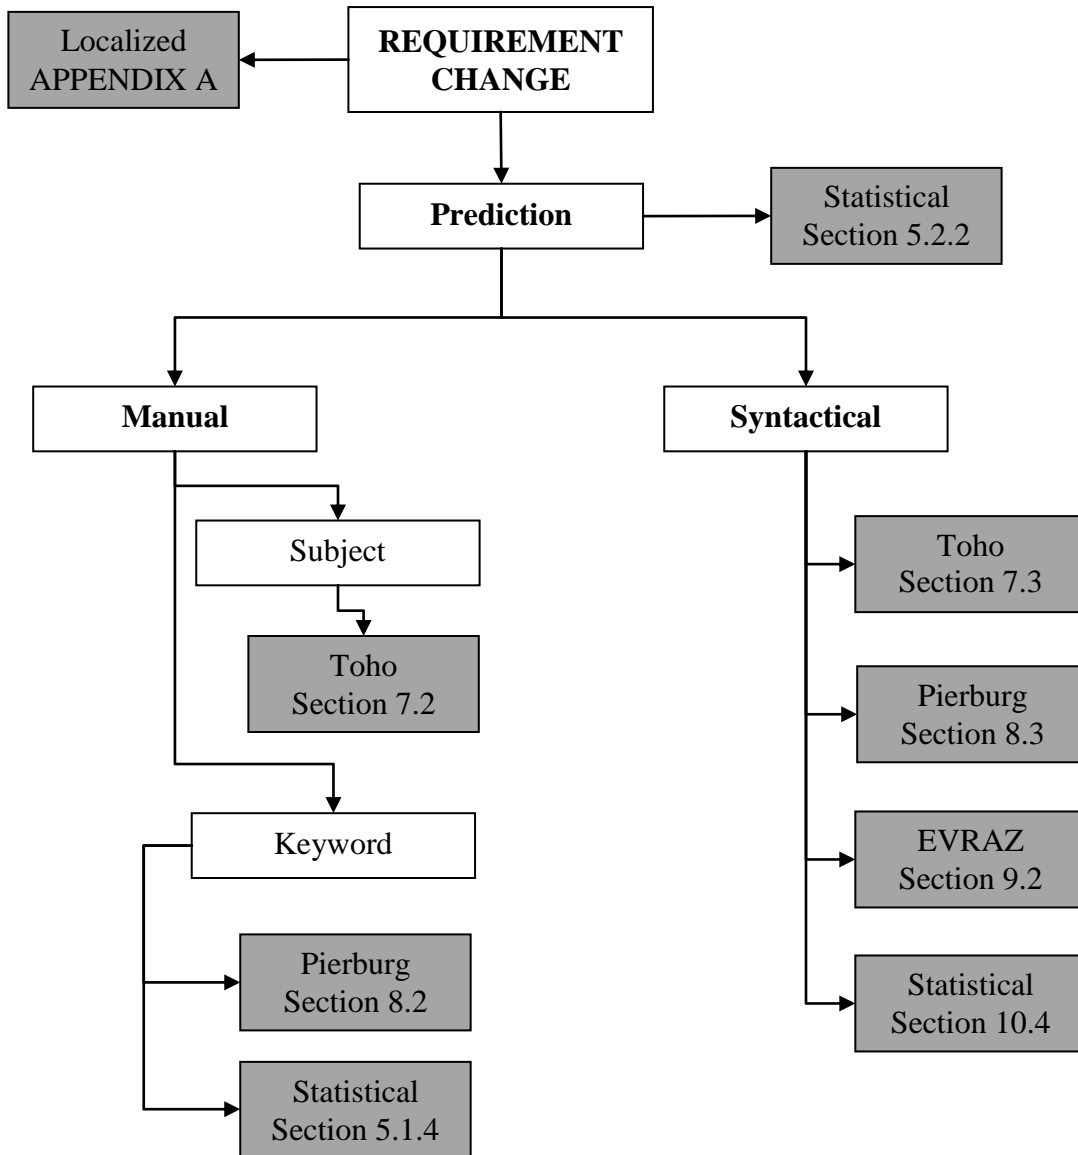 Localized
APPENDIX A
REQUIREMENT
CHANGE
Prediction
Statistical
Section 5.2.2
Manual
Syntactical
Subject
Toho
Section 7.2
Keyword
Pierburg
Section 8.2
Statistical
Section 5.1.4
Toho
Section 7.3
Pierburg
Section 8.3
EVRAZ
Section 9.2
Statistical
Section 10.4